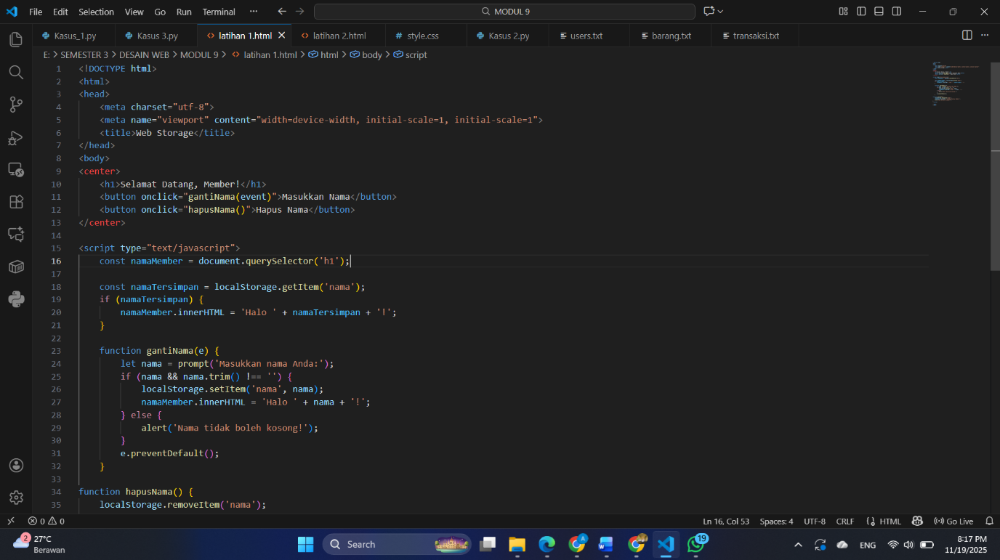 File Edit Selection View Go Run Terminal ··· MODUL 9
Kasus_1.py Kasus 3.py latihan 1.html latihan 2.html # style.css Kasus 2.py users.txt barang.txt transaksi.txt
E: > SEMESTER 3 > DESAIN WEB > MODUL 9 > latihan 1.html > html > body > script
1 <!DOCTYPE html>
2 <html>
3 <head>
4 <meta charset="utf-8">
5 <meta name="viewport" content="width=device-width, initial-scale=1, initial-scale=1">
6 <title>Web Storage</title>
7 </head>
8 <body>
9 <center>
10 <h1>Selamat Datang, Member!</h1>
11 <button onclick="gantiNama(event)">Masukkan Nama</button>
12 <button onclick="hapusNama()">Hapus Nama</button>
13 </center>
14
15 <script type="text/javascript">
16 const namaMember = document.querySelector('h1');
17
18 const namaTersimpan = localStorage.getItem('nama');
19 if (namaTersimpan) {
20 namaMember.innerHTML = 'Halo ' + namaTersimpan + '!';
21 }
22
23 function gantiNama(e) {
24 let nama = prompt('Masukkan nama Anda:');
25 if (nama && nama.trim() !== '') {
26 localStorage.setItem('nama', nama);
27 namaMember.innerHTML = 'Halo ' + nama + '!';
28 } else {
29 alert('Nama tidak boleh kosong!');
30 }
31 e.preventDefault();
32 }
33
34 function hapusNama() {
35 localStorage.removeItem('nama');
0 0 Ln 16, Col 53 Spaces: 4 UTF-8 CRLF HTML Go Live
2 27°C
Berawan
Search
A
19
ENG
8:17 PM
11/19/2025